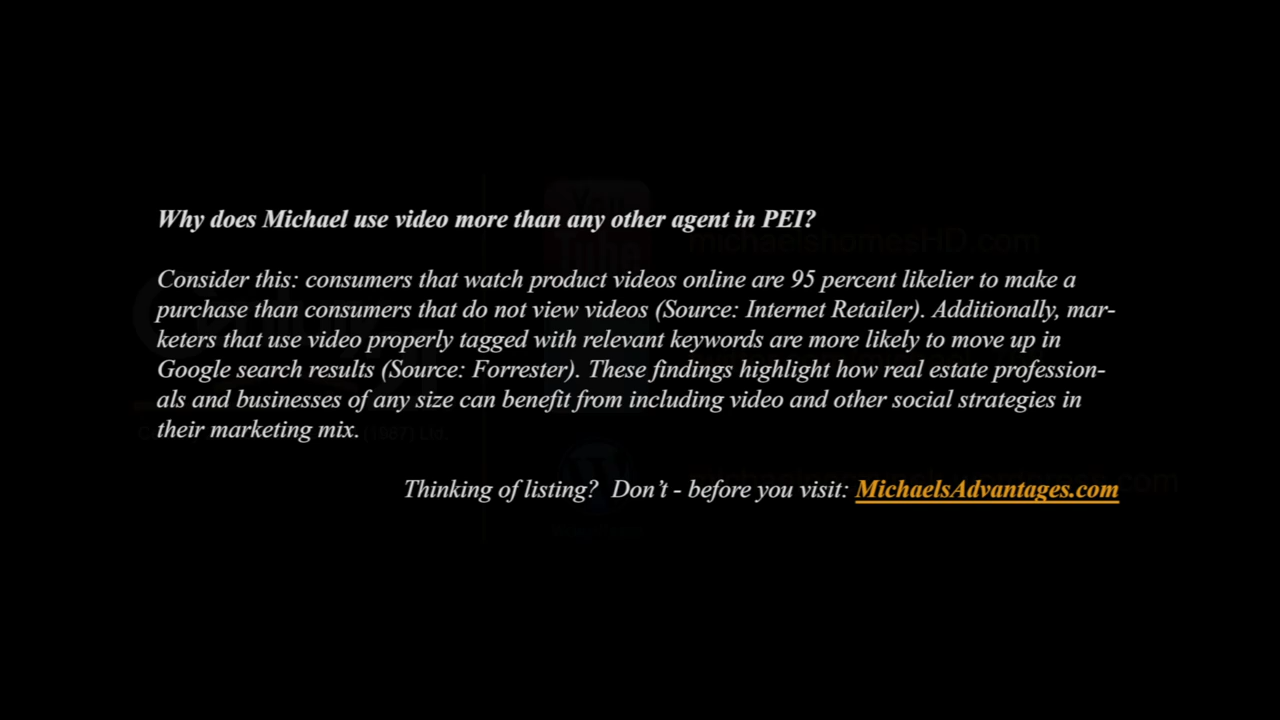 Why does Michael use video more than any other agent in PEI?
Consider this: consumers that watch product videos online are 95 percent likelier to make a
purchase than consumers that do not view videos (Source: Internet Retailer). Additionally, mar-
keters that use video properly tagged with relevant keywords are more likely to move up in
Google search results (Source: Forrester). These findings highlight how real estate profession-
als and businesses of any size can benefit from including video and other social strategies in
their marketing mix.
Thinking of listing? Don't - before you visit: MichaelsAdvantages.com
michaelshomesHD.com